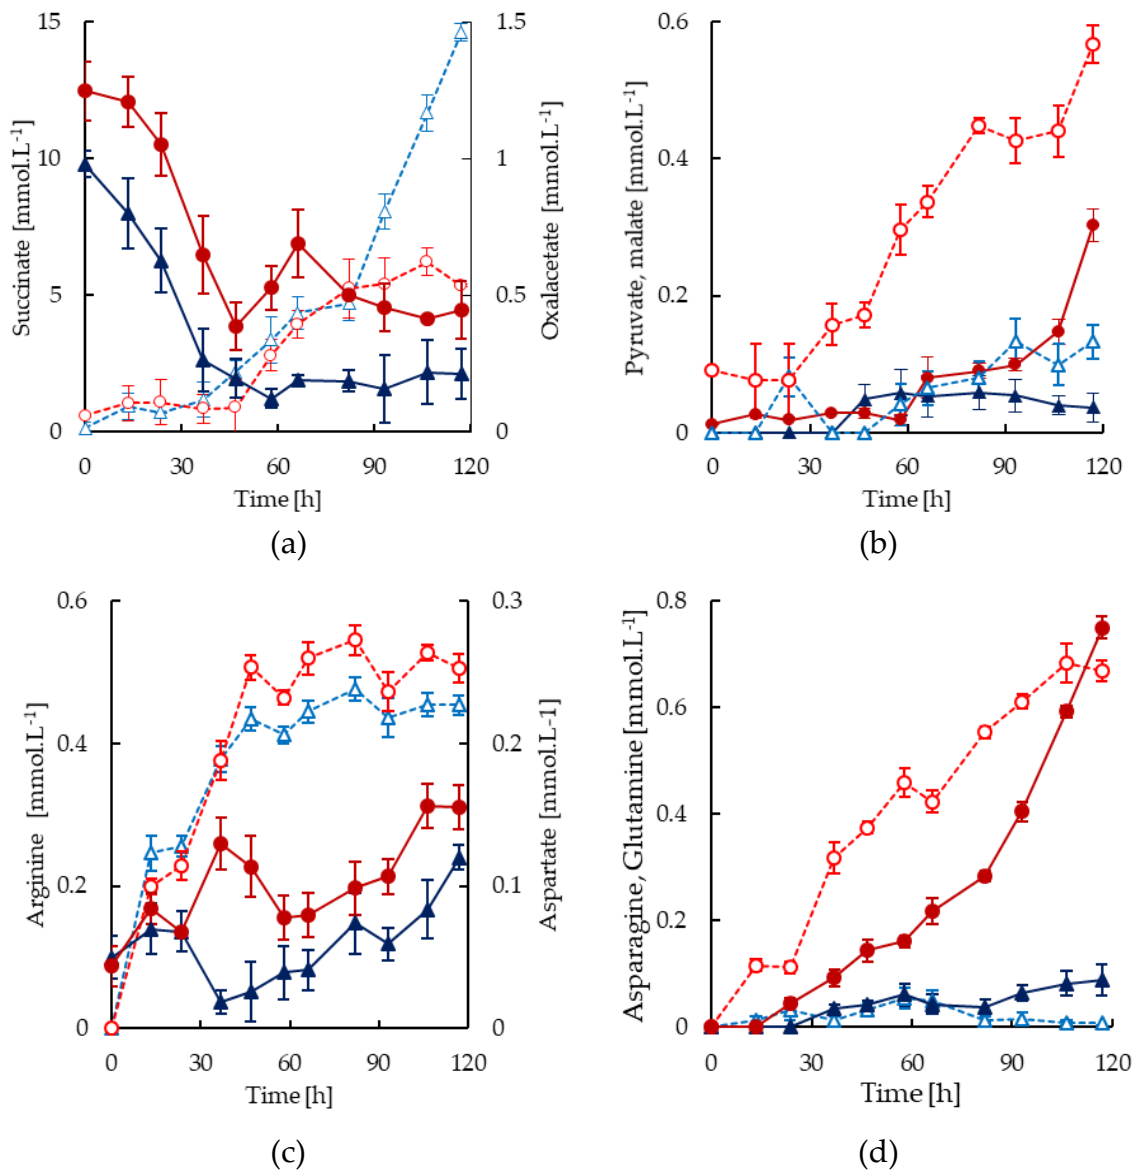 15
10
5
0
Succinate [mmol.L-1]
1.5
1
0.5
0
Oxalacetate [mmol.L-1]
0 30 60 90 120
Time [h]
(a)
0.6
0.4
0.2
0
Pyruvate, malate [mmol.L-1]
0 30 60 90 120
Time [h]
(b)
0.6
0.4
0.2
0
Arginine [mmol.L-1]
0.3
0.2
0.1
0
Aspartate [mmol.L-1]
0 30 60 90 120
Time [h]
(c)
0.8
0.6
0.4
0.2
0
Asparagine, Glutamine [mmol.L-1]
0 30 60 90 120
Time [h]
(d)